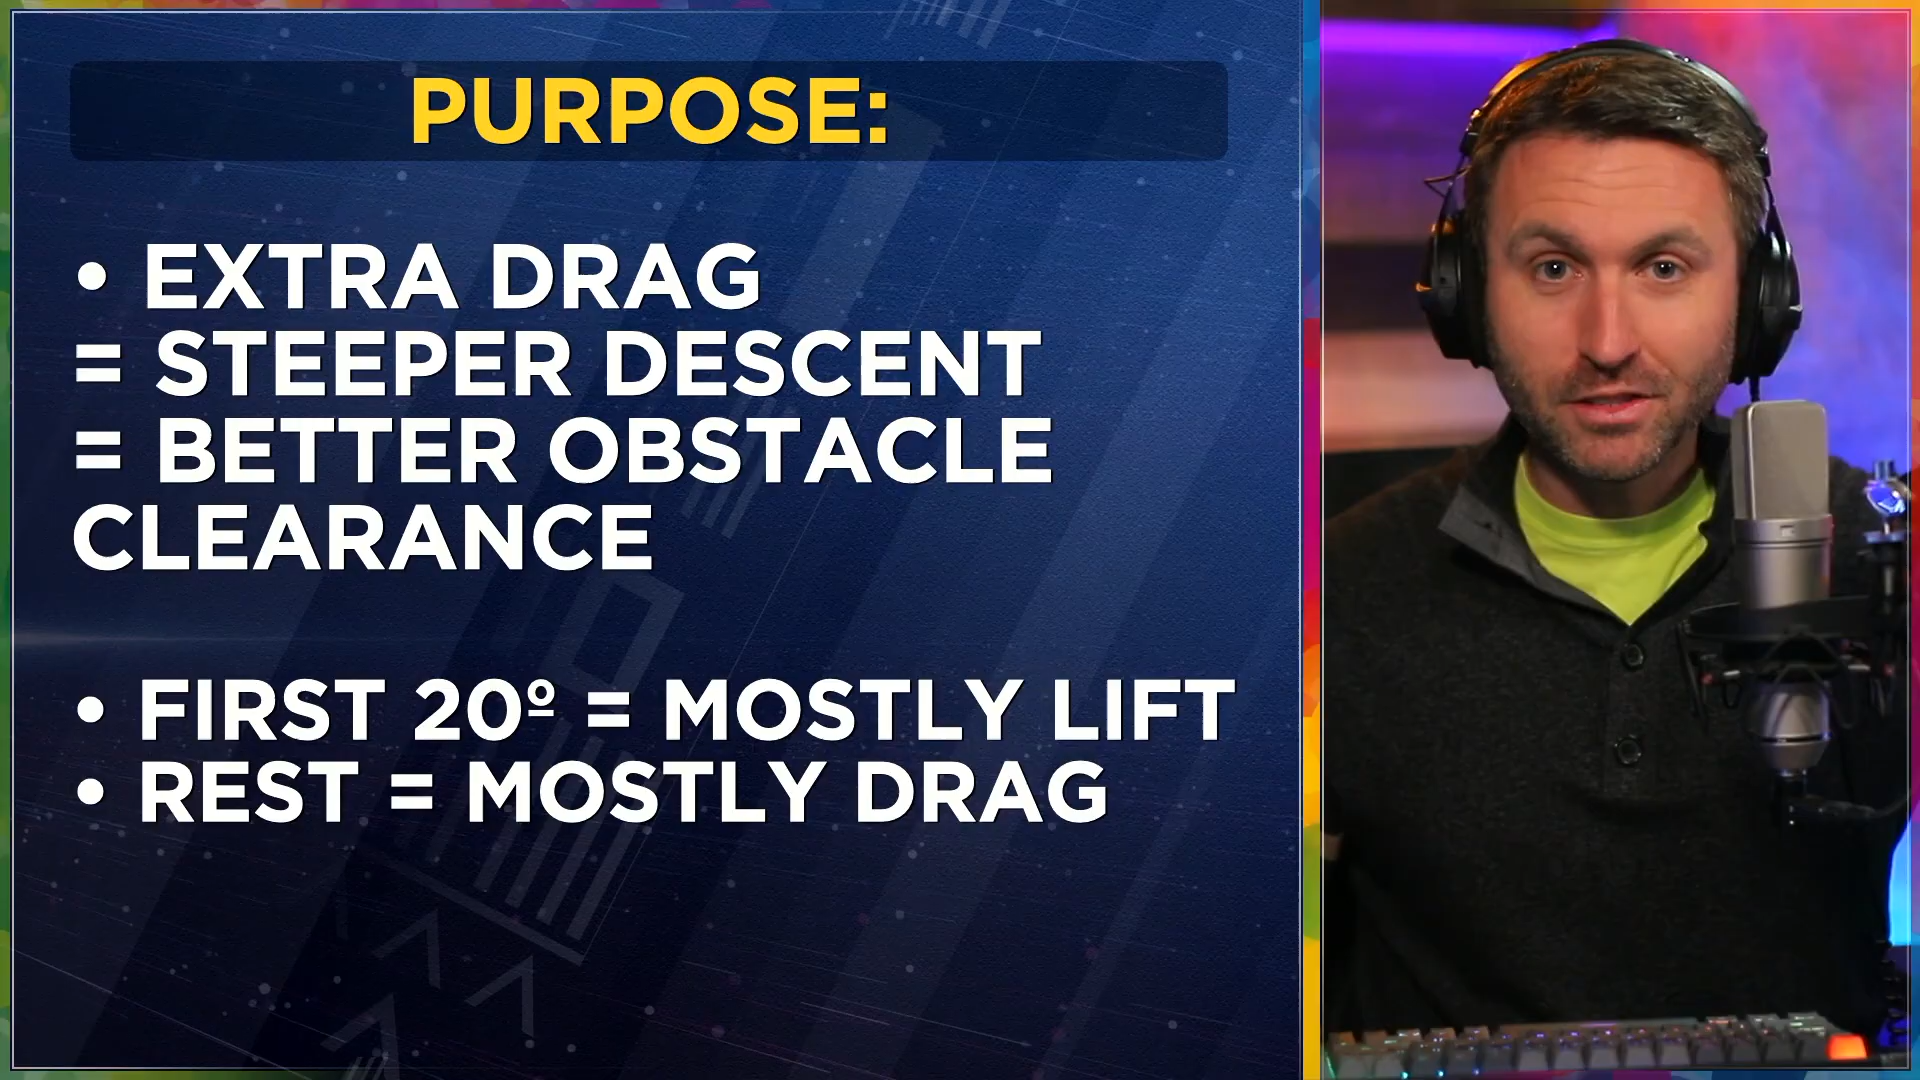 PURPOSE:
• EXTRA DRAG
= STEEPER DESCENT
= BETTER OBSTACLE
CLEARANCE
• FIRST 20º = MOSTLY LIFT
• REST = MOSTLY DRAG